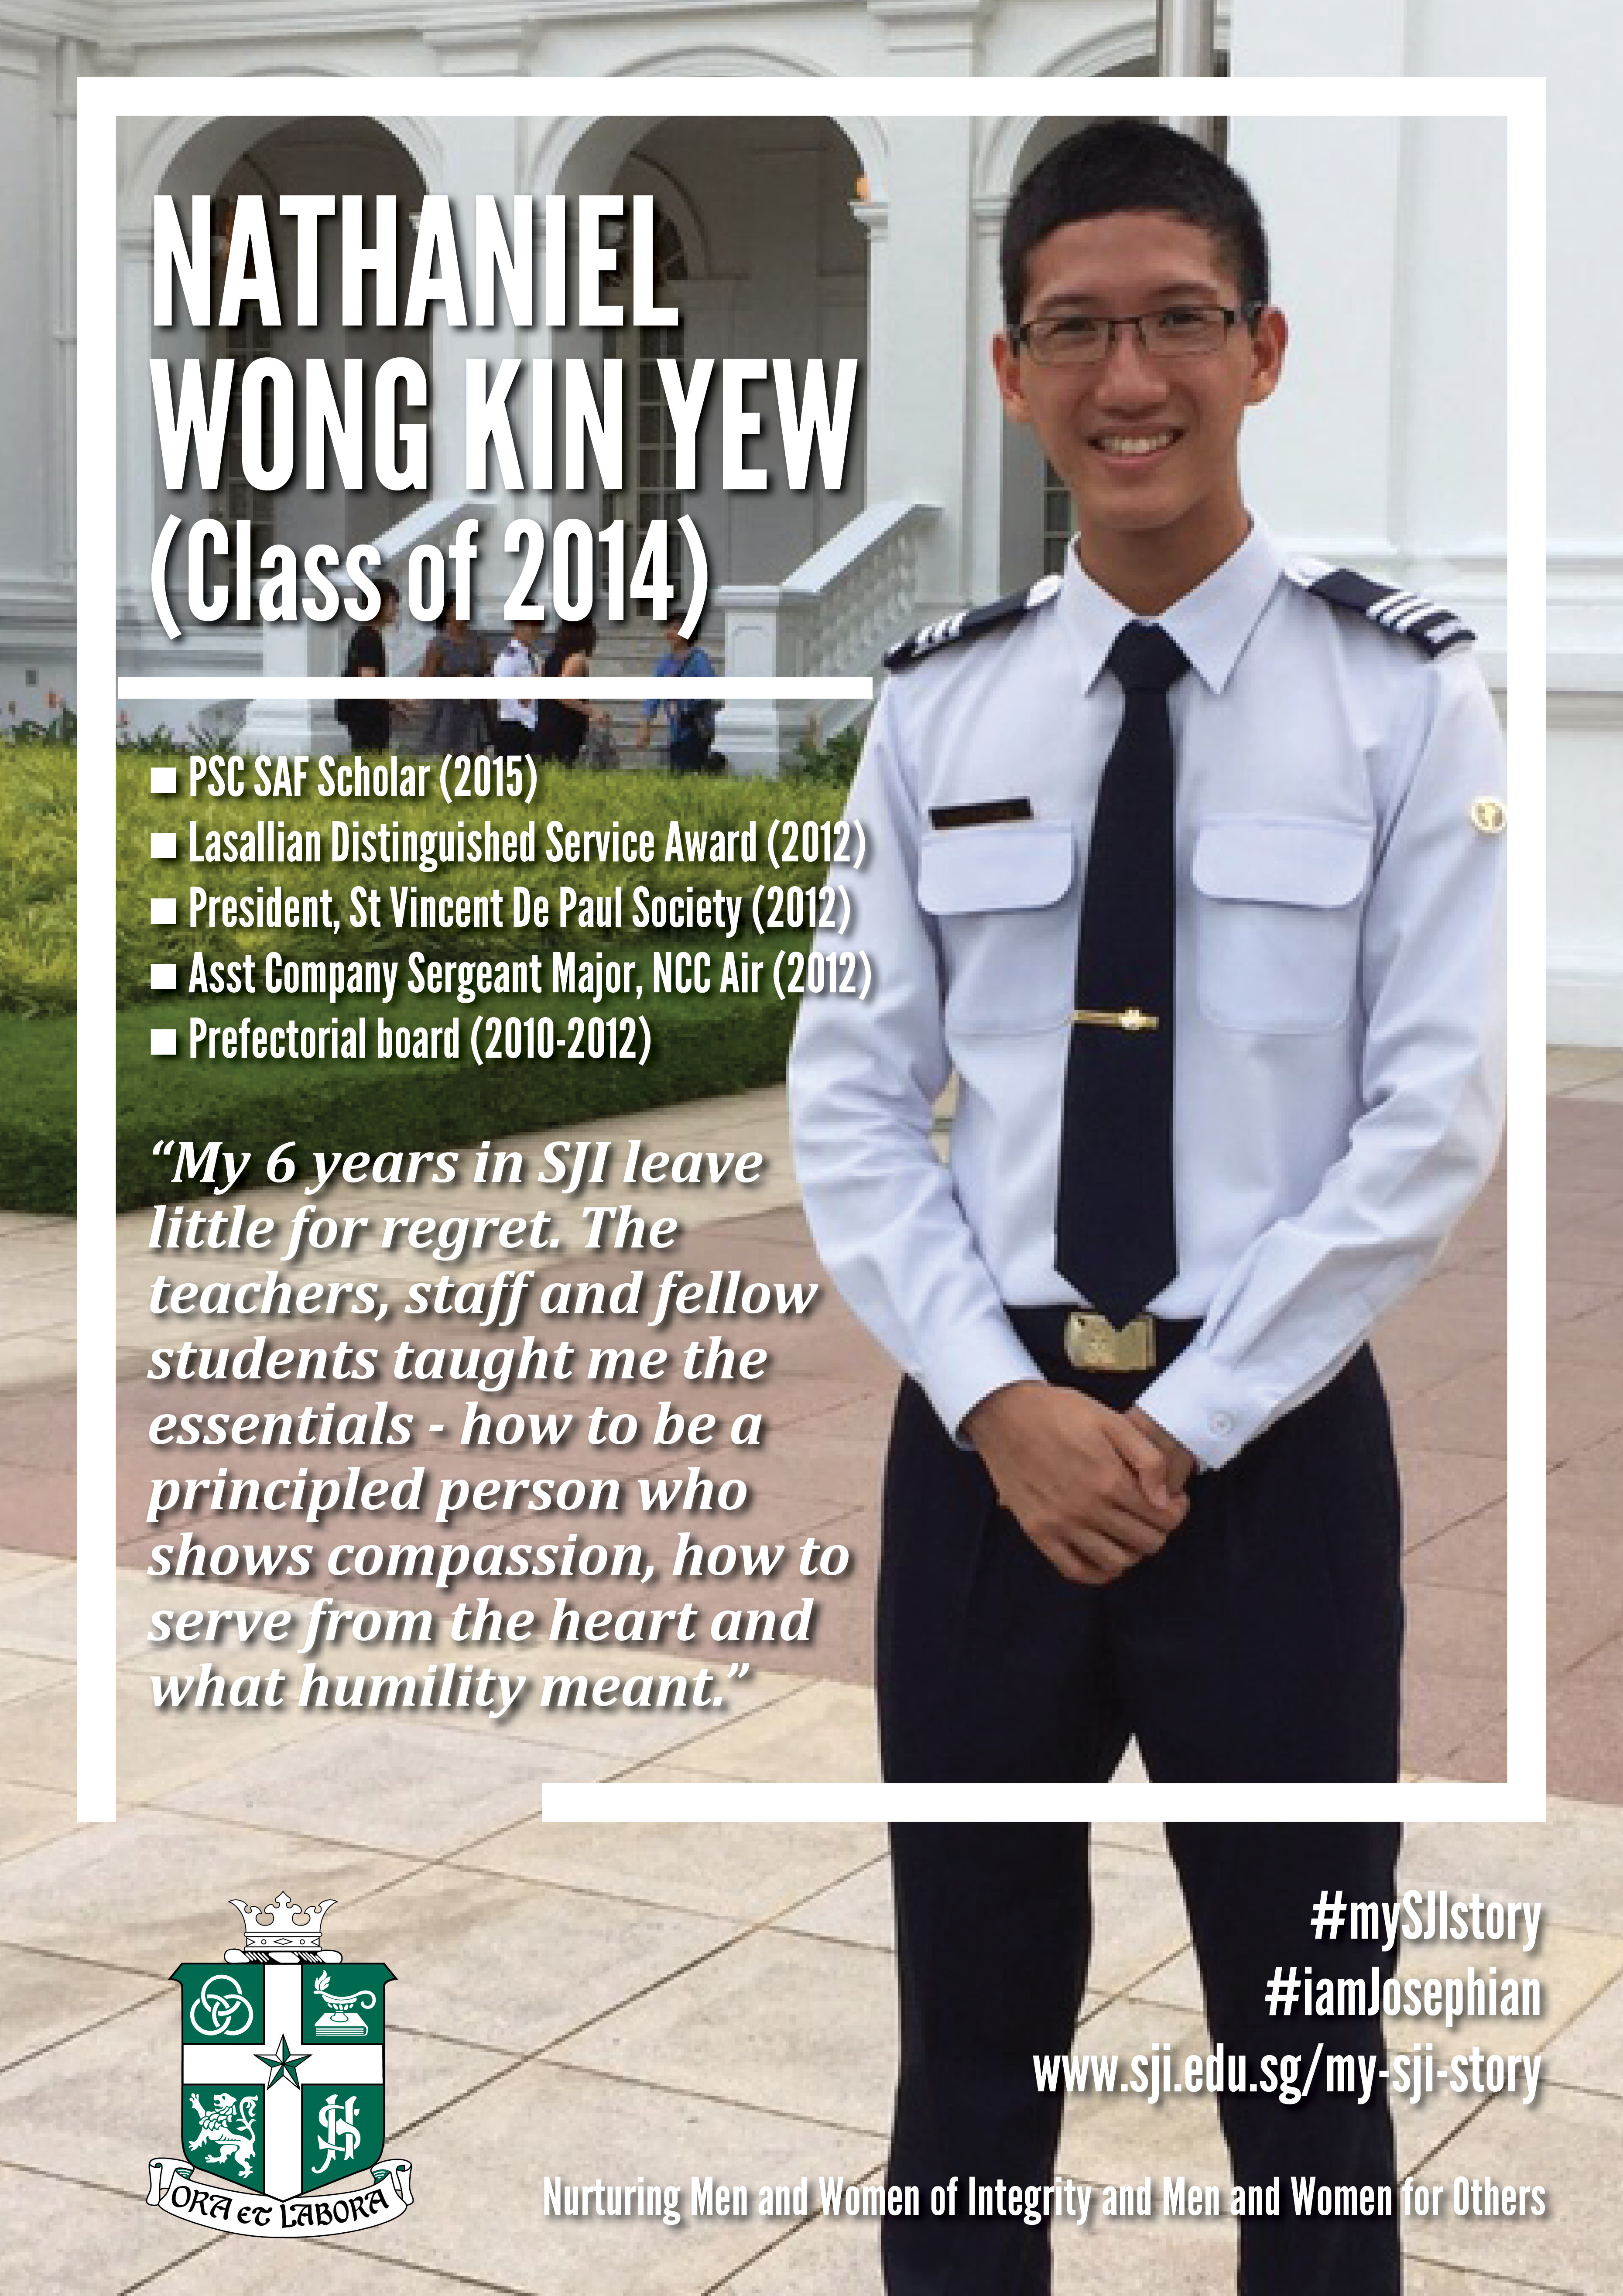 NATHANIEL
WONG KIN YEW
(Class of 2014)
■ PSC SAF Scholar (2015)
■ Lasallian Distinguished Service Award (2012)
■ President, St Vincent De Paul Society (2012)
■ Asst Company Sergeant Major, NCC Air (2012)
■ Prefectorial board (2010-2012)
“My 6 years in SJI leave
little for regret. The
teachers, staff and fellow
students taught me the
essentials - how to be a
principled person who
shows compassion, how to
serve from the heart and
what humility meant.”
#mySJIstory
#iamJosephian
www.sji.edu.sg/my-sji-story
ORA ET LABORA
Nurturing Men and Women of Integrity and Men and Women for Others